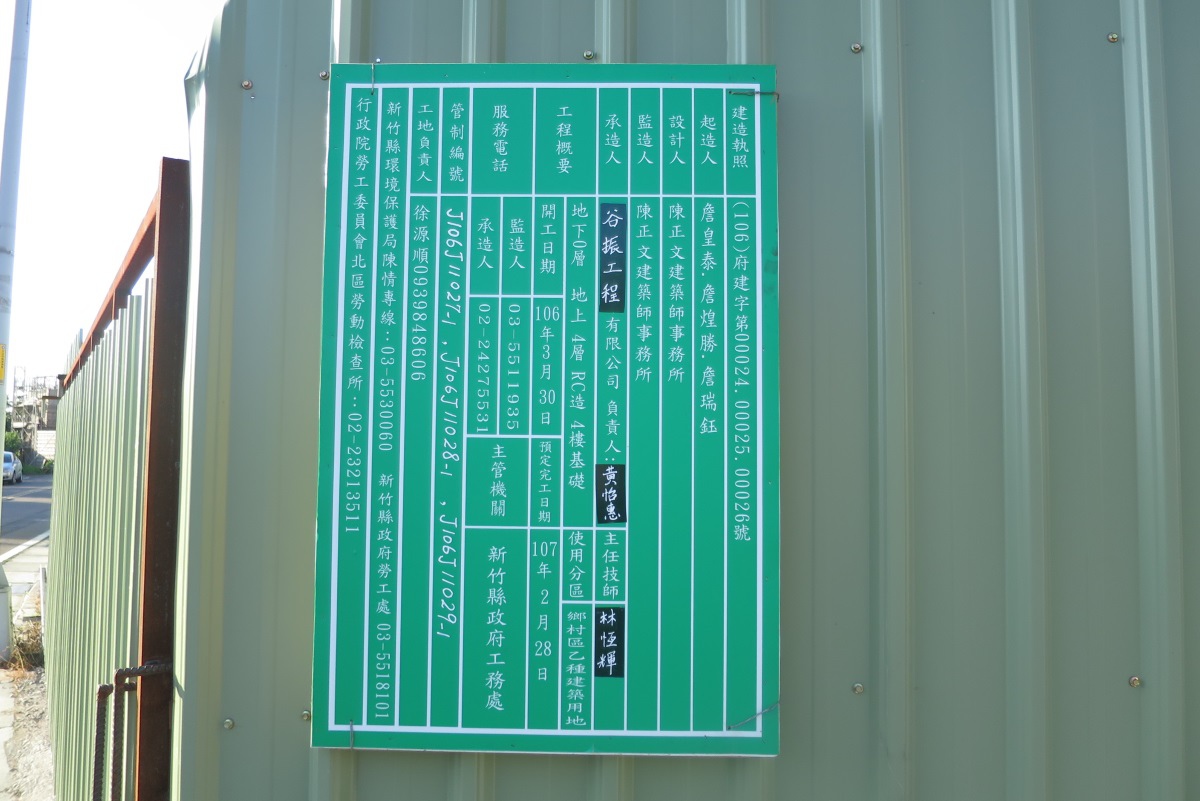 建造執照 (106)府建字第00024.00025.00026號
起造人 詹皇泰.詹煌勝.詹瑞鈺
設計人 陳正文建築師事務所
監造人 陳正文建築師事務所
承造人 谷振工程有限公司 負責人:黃怡惠 主任技師 林恆輝
工程概要 地下0層 地上4層RC造 4樓基礎 使用分區 鄉村區乙種建築用地
開工日期 106年3月30日 預定完工日期 107年2月28日
服務電話 監造人 03-5511935 主管機關 新竹縣政府工務處
承造人 02-24275531
管制編號 J106J11027-1,J106J11028-1,J106J11029-1
工地負責人 徐源順0939848606
新竹縣環境保護局陳情專線:03-5530060 新竹縣政府勞工處 03-5518101
行政院勞工委員會北區勞動檢查所:02-23213511